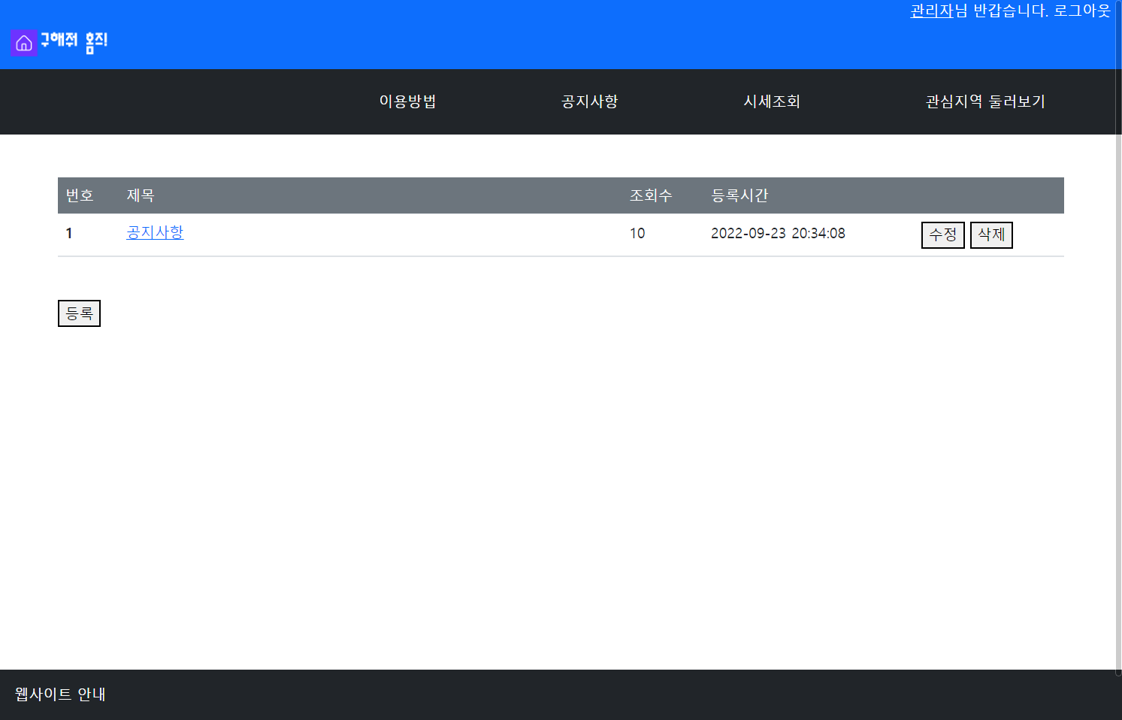 관리자님 반갑습니다. 로그아웃
구해줘 홈즈!
이용방법 공지사항 시세조회 관심지역 둘러보기
번호 제목 조회수 등록시간
1 공지사항 10 2022-09-23 20:34:08 수정 삭제
등록
웹사이트 안내